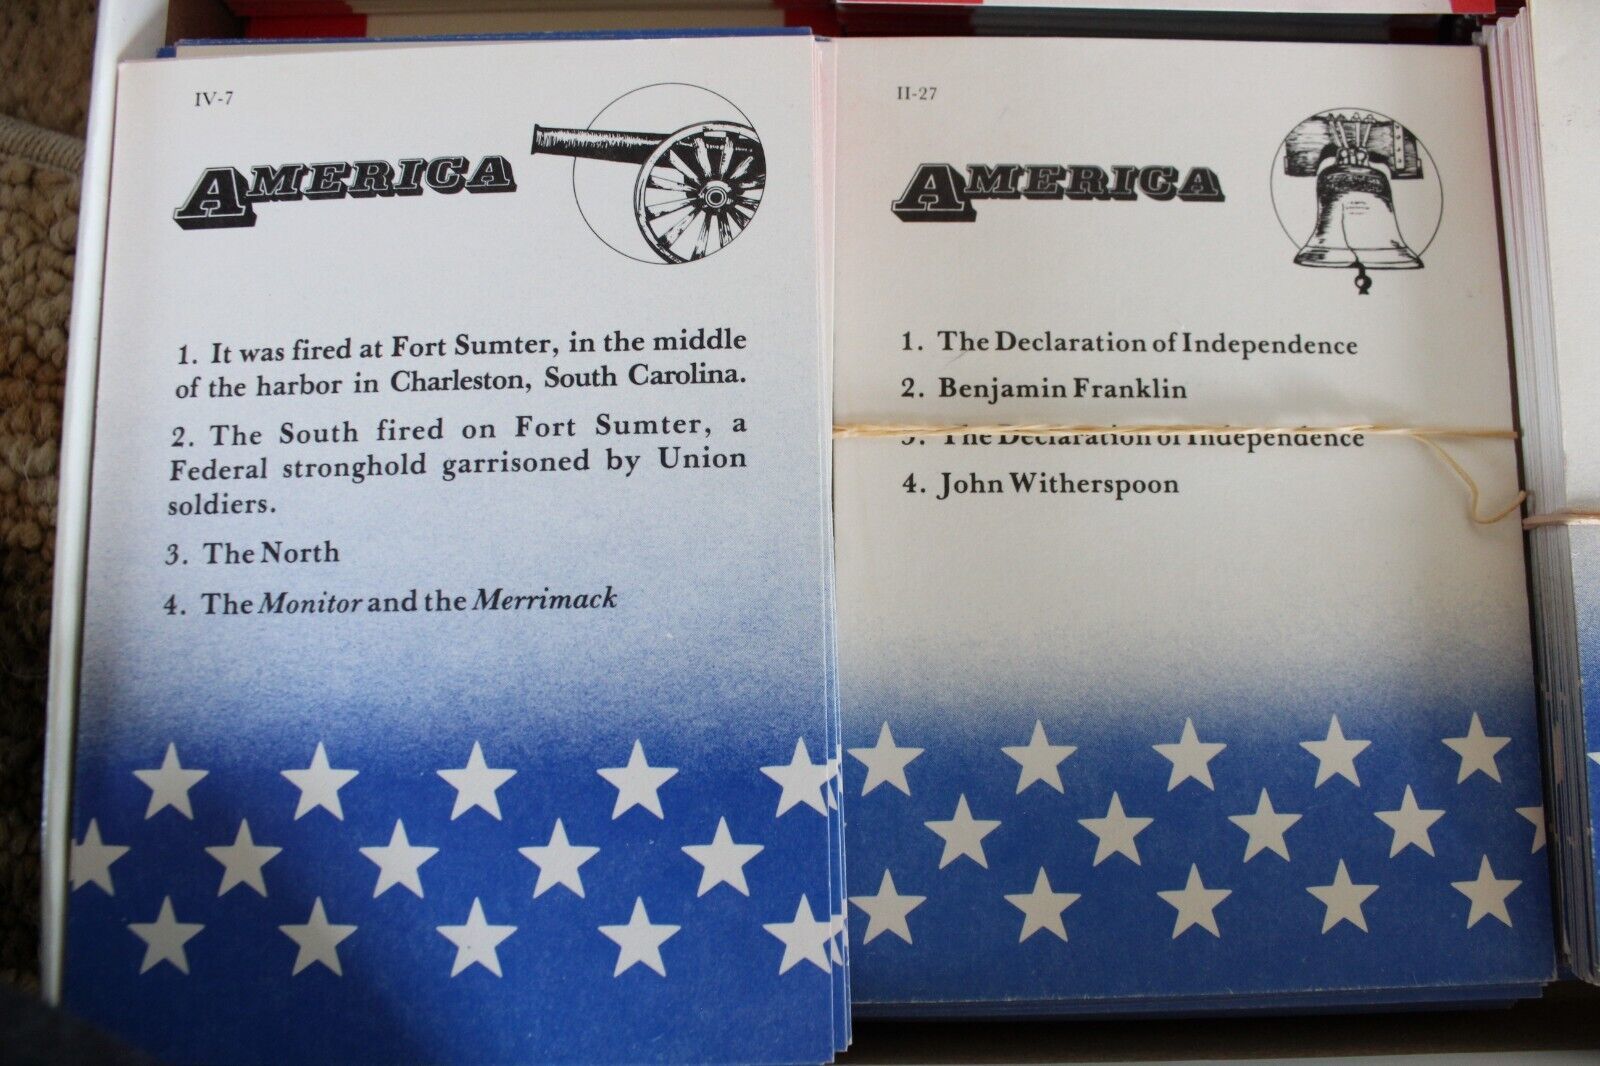 IV-7
AMERICA
1. It was fired at Fort Sumter, in the middle
of the harbor in Charleston, South Carolina.
2. The South fired on Fort Sumter, a
Federal stronghold garrisoned by Union
soldiers.
3. The North
4. The Monitor and the Merrimack
II-27
AMERICA
1. The Declaration of Independence
2. Benjamin Franklin
3. The Declaration of Independence
4. John Witherspoon